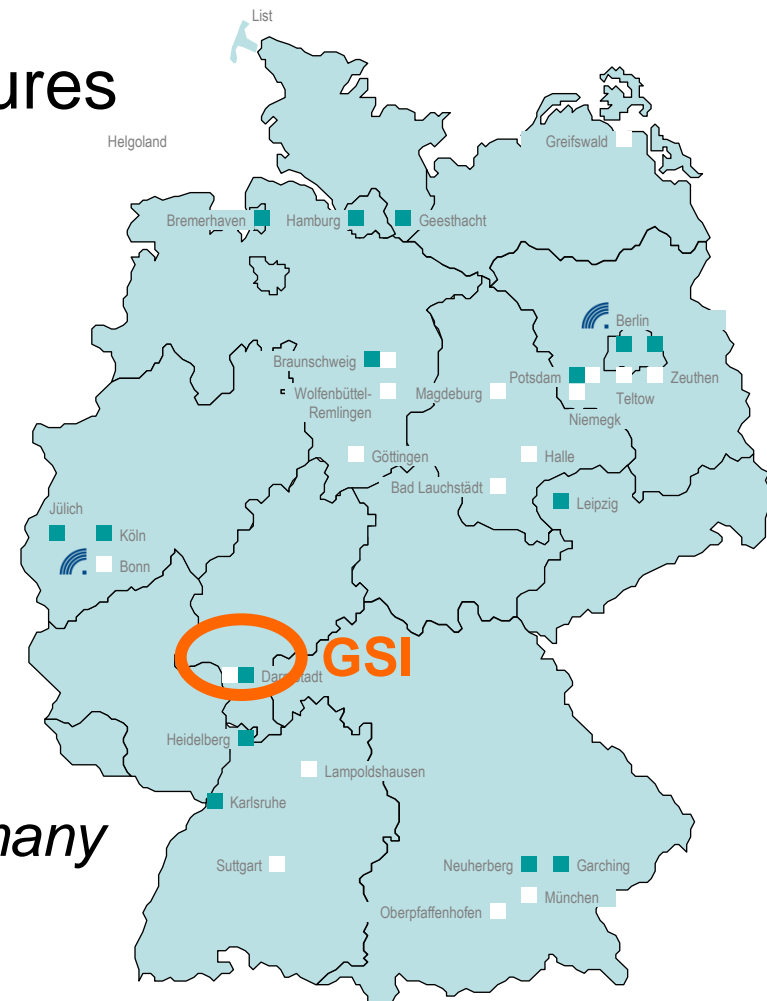 List
ures
Helgoland
Greifswald
Bremerhaven
Hamburg
Geesthacht
Berlin
Braunschweig
Wolfenbüttel-
Remlingen
Magdeburg
Potsdam
Zeuthen
Teltow
Niemegk
Göttingen
Halle
Bad Lauchstädt
Leipzig
Jülich
Köln
Bonn
GSI
Darmstadt
Heidelberg
Lampoldshausen
Karlsruhe
many
Suttgart
Neuherberg
Garching
München
Oberpfaffenhofen